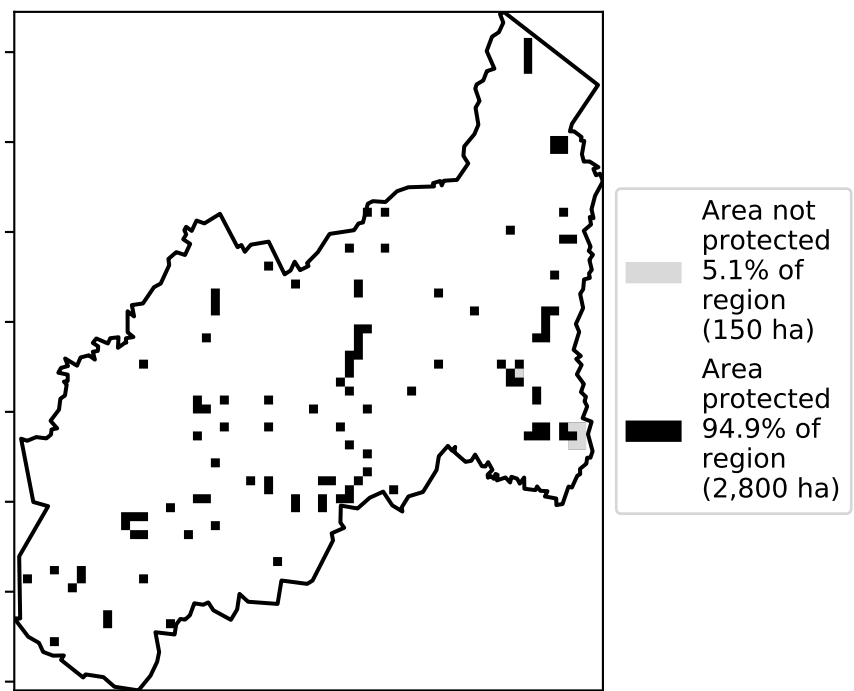 Area not
protected
5.1% of
region
(150 ha)
Area
protected
94.9% of
region
(2,800 ha)